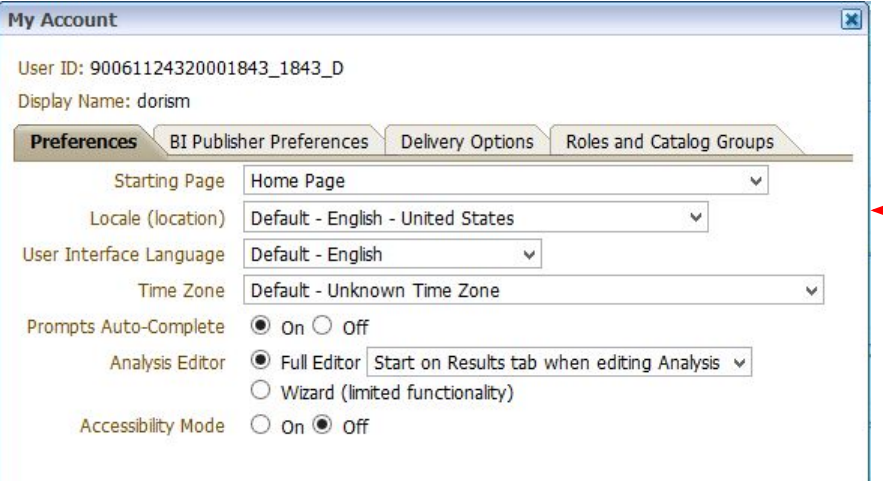 My Account
User ID: 90061124320001843_1843_D
Display Name: dorism
Preferences BI Publisher Preferences Delivery Options Roles and Catalog Groups
Starting Page Home Page
Locale (location) Default - English - United States
User Interface Language Default - English
Time Zone Default - Unknown Time Zone
Prompts Auto-Complete On Off
Analysis Editor Full Editor Start on Results tab when editing Analysis
Wizard (limited functionality)
Accessibility Mode On Off